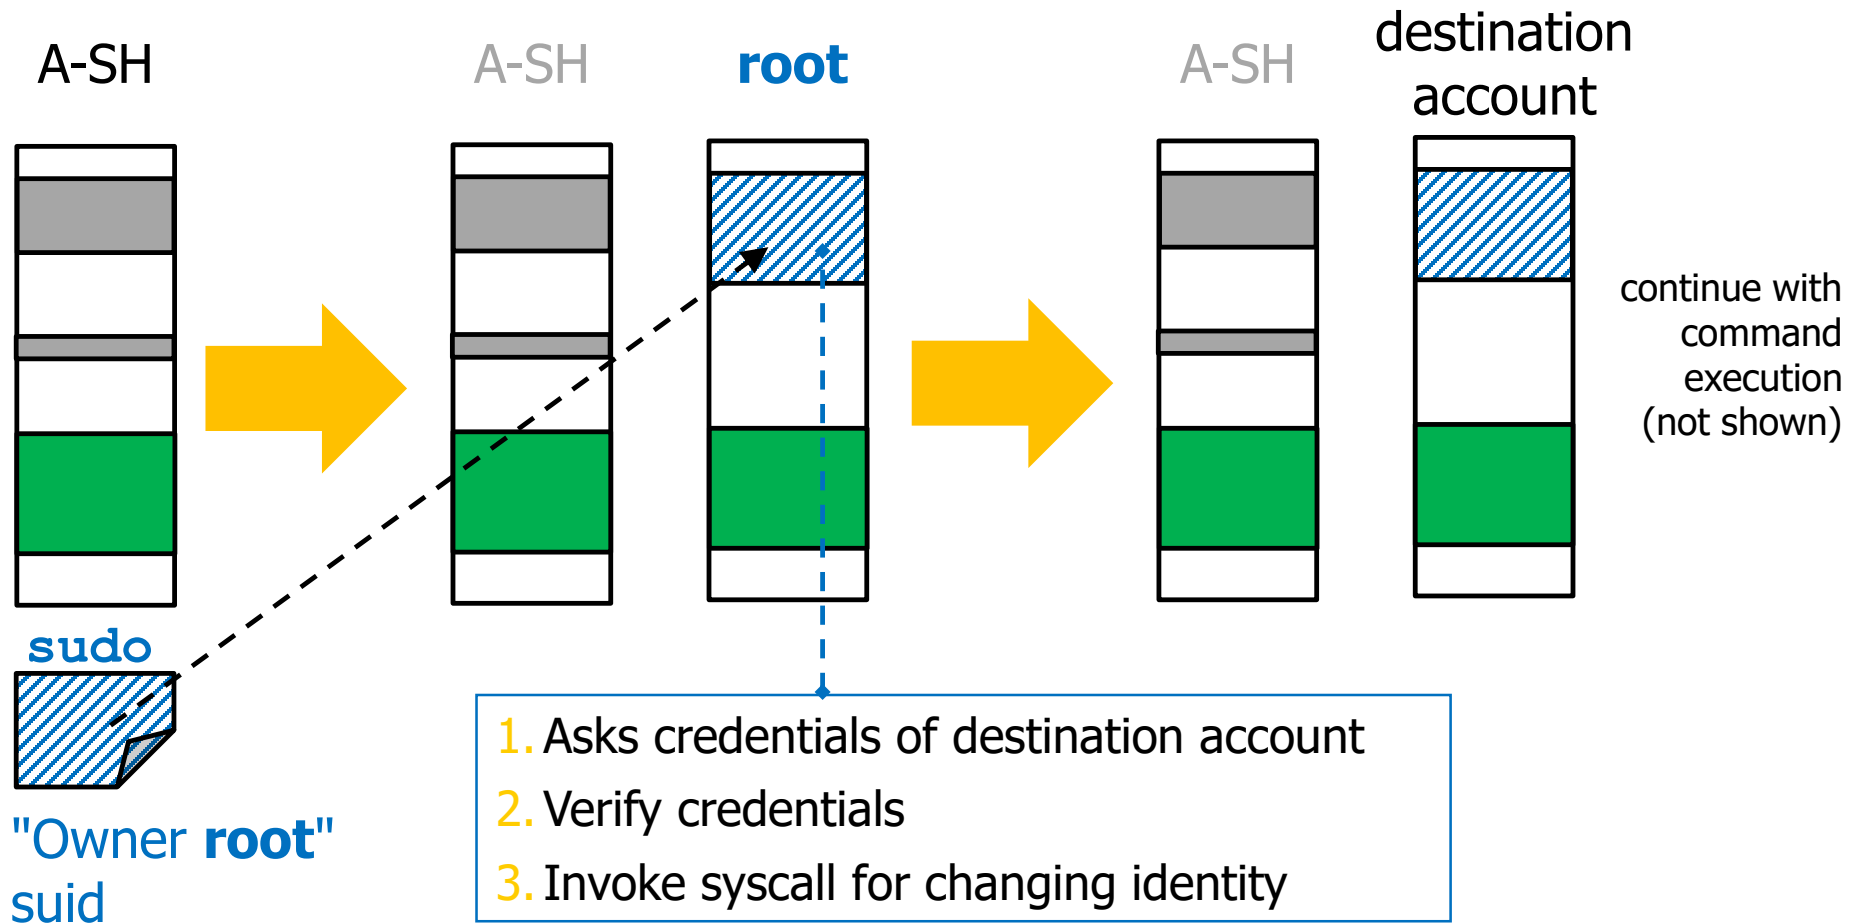 A-SH
A-SH
root
A-SH
destination
account
continue with
command
execution
(not shown)
sudo
"Owner root"
suid
1. Asks credentials of destination account
2. Verify credentials
3. Invoke syscall for changing identity